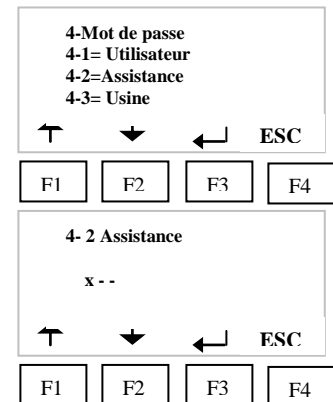 4-Mot de passe
4-1= Utilisateur
4-2=Assistance
4-3= Usine
ESC
F1 F2 F3 F4
4- 2 Assistance
x - -
ESC
F1 F2 F3 F4